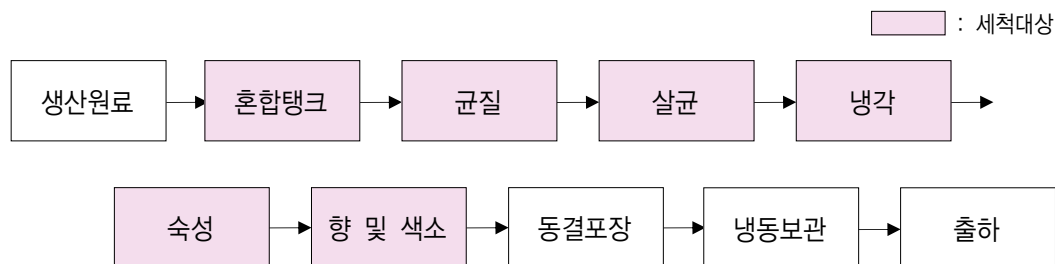 : 세척대상
생산원료 혼합탱크 균질 살균 냉각
숙성 향 및 색소 동결포장 냉동보관 출하